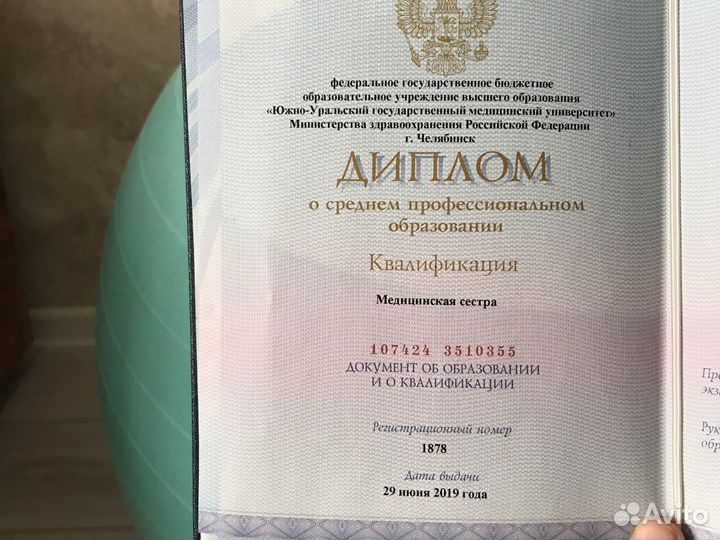 федеральное государственное бюджетное
образовательное учреждение высшего образования
«Южно-Уральский государственный медицинский университет»
Министерства здравоохранения Российской Федерации
г. Челябинск
ДИПЛОМ
о среднем профессиональном
образовании
Квалификация
Медицинская сестра
107424 3510355
ДОКУМЕНТ ОБ ОБРАЗОВАНИИ
И О КВАЛИФИКАЦИИ
Регистрационный номер
1878
Дата выдачи
29 июня 2019 года
Avito